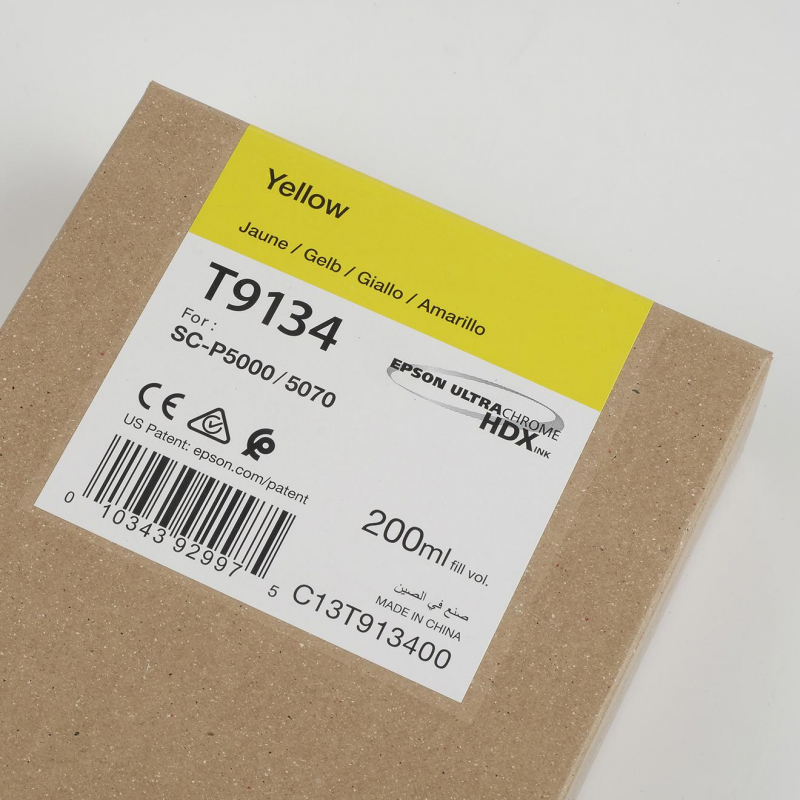 Yellow
Jaune / Gelb / Giallo / Amarillo
T9134
For :
SC-P5000/5070
EPSON ULTRACHROME
HDX INK
CE
US Patent: epson.com/patent
0 10343 92997 5
200ml fill vol.
صنع في الصين
MADE IN CHINA
C13T913400